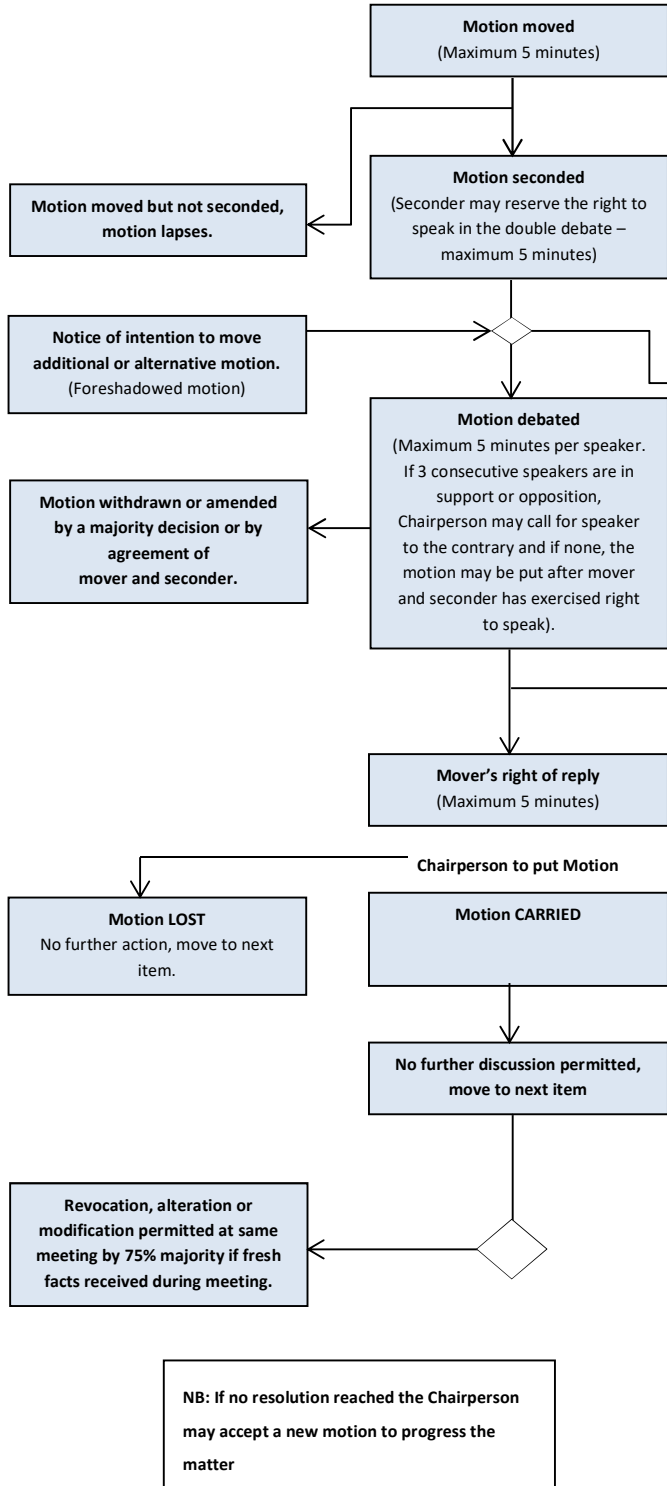 Motion moved
(Maximum 5 minutes)
Motion seconded
(Seconder may reserve the right to
speak in the double debate –
maximum 5 minutes)
Motion moved but not seconded,
motion lapses.
Notice of intention to move
additional or alternative motion.
(Foreshadowed motion)
Motion debated
(Maximum 5 minutes per speaker.
If 3 consecutive speakers are in
support or opposition,
Chairperson may call for speaker
to the contrary and if none, the
motion may be put after mover
and seconder has exercised right
to speak).
Motion withdrawn or amended
by a majority decision or by
agreement of
mover and seconder.
Mover’s right of reply
(Maximum 5 minutes)
Chairperson to put Motion
Motion LOST
No further action, move to next
item.
Motion CARRIED
No further discussion permitted,
move to next item
Revocation, alteration or
modification permitted at same
meeting by 75% majority if fresh
facts received during meeting.
NB: If no resolution reached the Chairperson
may accept a new motion to progress the
matter